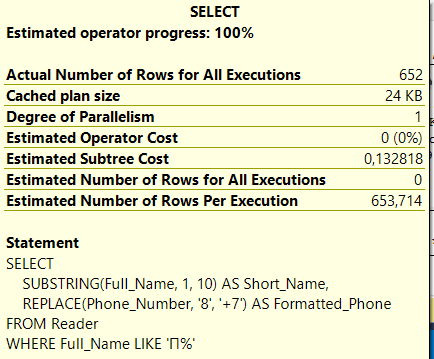 SELECT
Estimated operator progress: 100%
Actual Number of Rows for All Executions 652
Cached plan size 24 KB
Degree of Parallelism 1
Estimated Operator Cost 0 (0%)
Estimated Subtree Cost 0,132818
Estimated Number of Rows for All Executions 0
Estimated Number of Rows Per Execution 653,714
Statement
SELECT
SUBSTRING(Full_Name, 1, 10) AS Short_Name,
REPLACE(Phone_Number, '8', '+7') AS Formatted_Phone
FROM Reader
WHERE Full_Name LIKE 'П%'